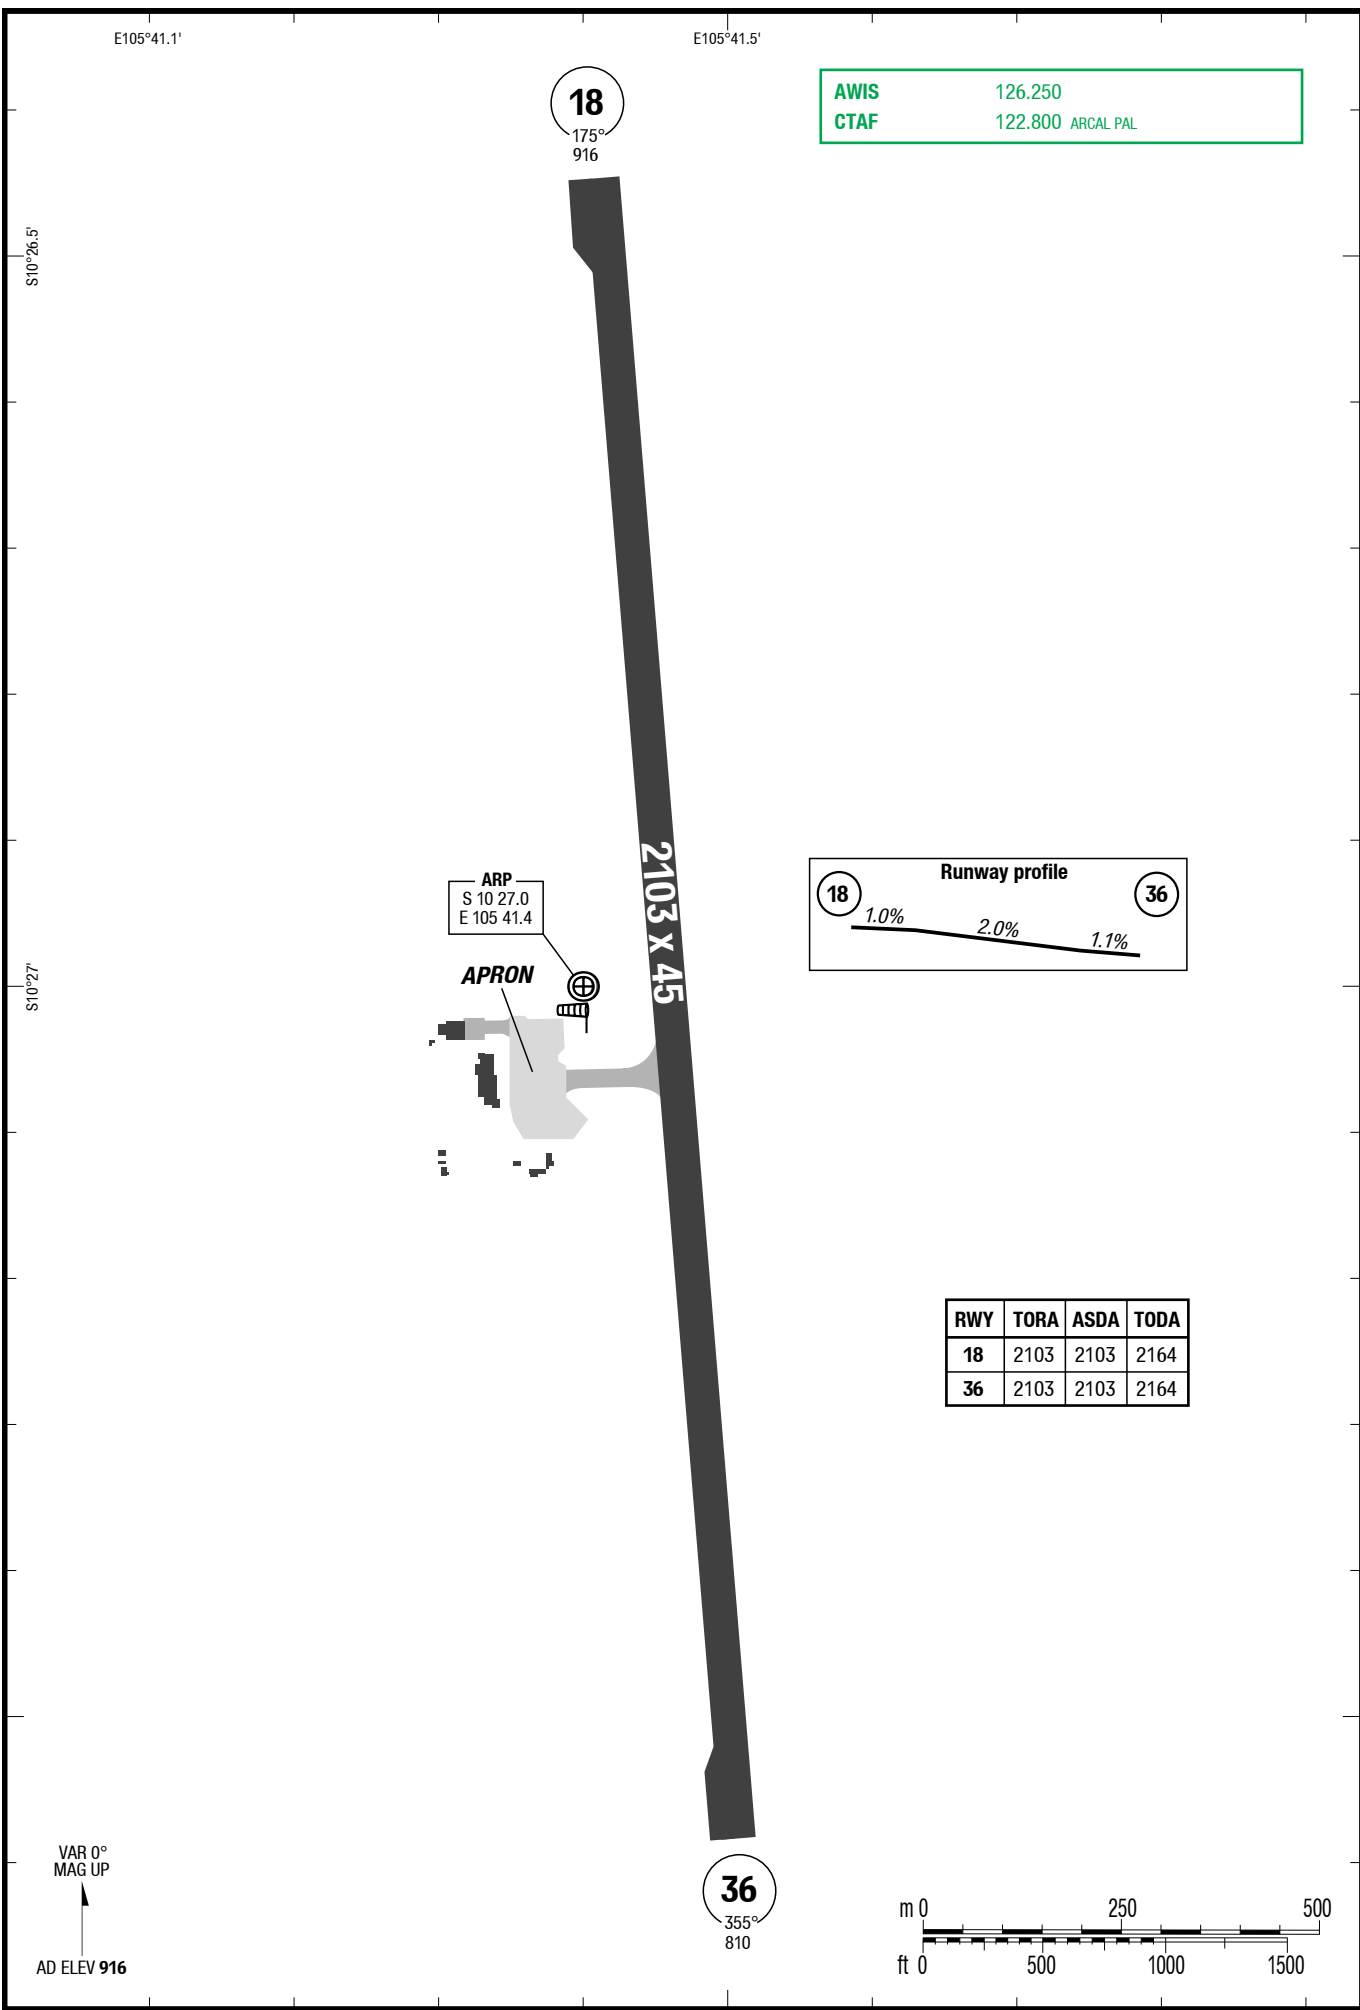 E105°41.1'
E105°41.5'
18
175°
916
AWIS 126.250
CTAF 122.800 ARCAL PAL
S10°26.5'
2103 x 45
ARP
S 10 27.0
E 105 41.4
APRON
S10°27'
Runway profile
18 36
1.0% 2.0% 1.1%
RWY TORA ASDA TODA
18 2103 2103 2164
36 2103 2103 2164
VAR 0°
MAG UP
AD ELEV 916
36
355°
810
m 0 250 500
ft 0 500 1000 1500